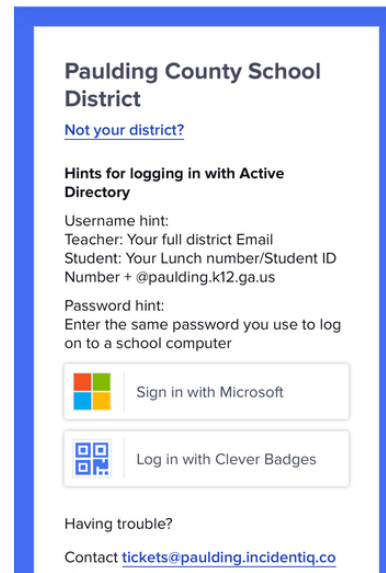 Paulding County School
District
Not your district?
Hints for logging in with Active
Directory
Username hint:
Teacher: Your full district Email
Student: Your Lunch number/Student ID
Number + @paulding.k12.ga.us
Password hint:
Enter the same password you use to log
on to a school computer
Sign in with Microsoft
Log in with Clever Badges
Having trouble?
Contact tickets@paulding.incidentiq.co